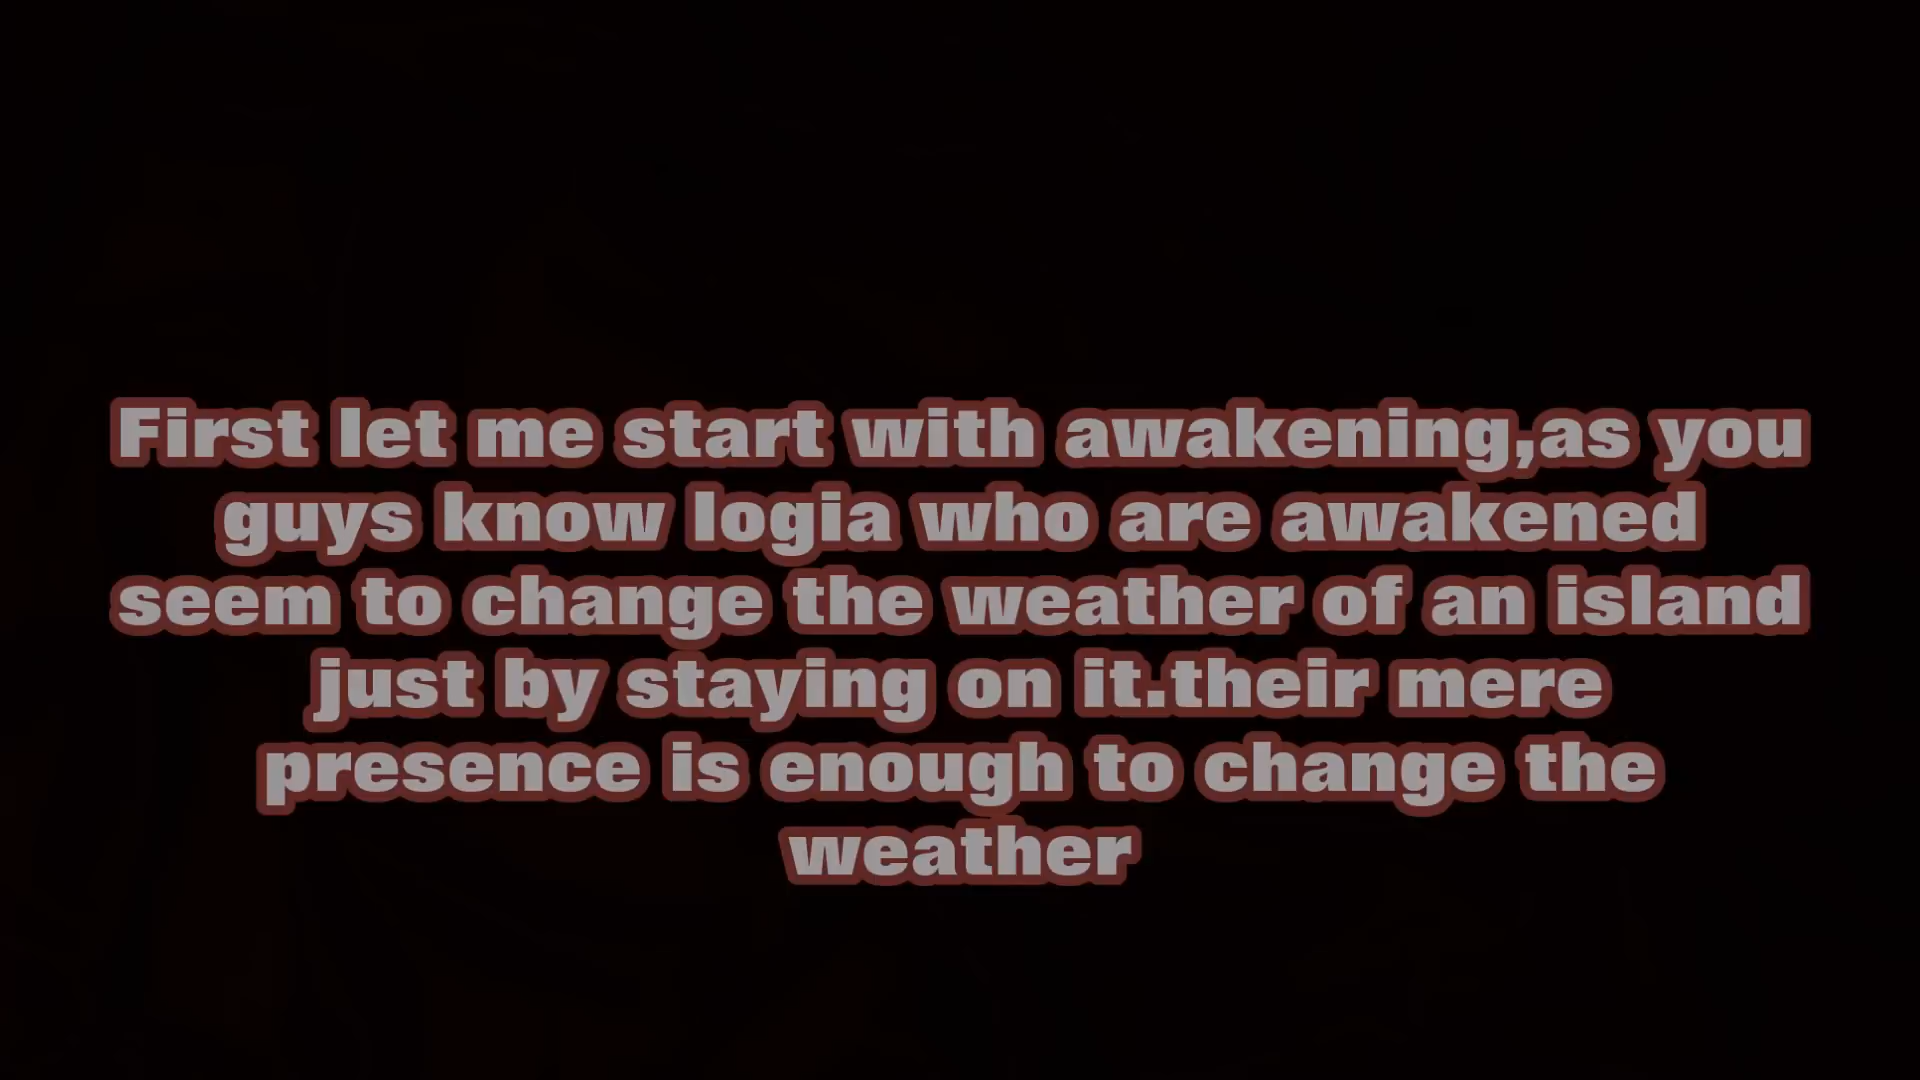 First let me start with awakening,as you
guys know logia who are awakened
seem to change the weather of an island
just by staying on it.their mere
presence is enough to change the
weather